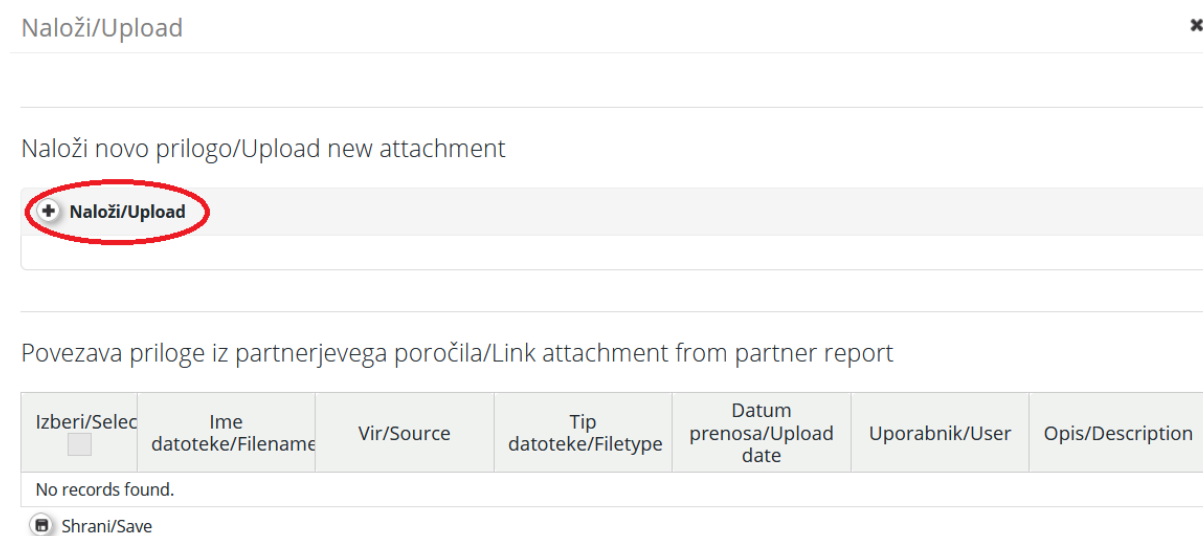 Naloži/Upload
Naloži novo prilogo/Upload new attachment
Naloži/Upload
Povezava priloge iz partnerjevega poročila/Link attachment from partner report
Izberi/Selec
Ime
datoteke/Filename
Vir/Source
Tip
datoteke/Filetype
Datum
prenosa/Upload
date
Uporabnik/User
Opis/Description
No records found.
Shrani/Save